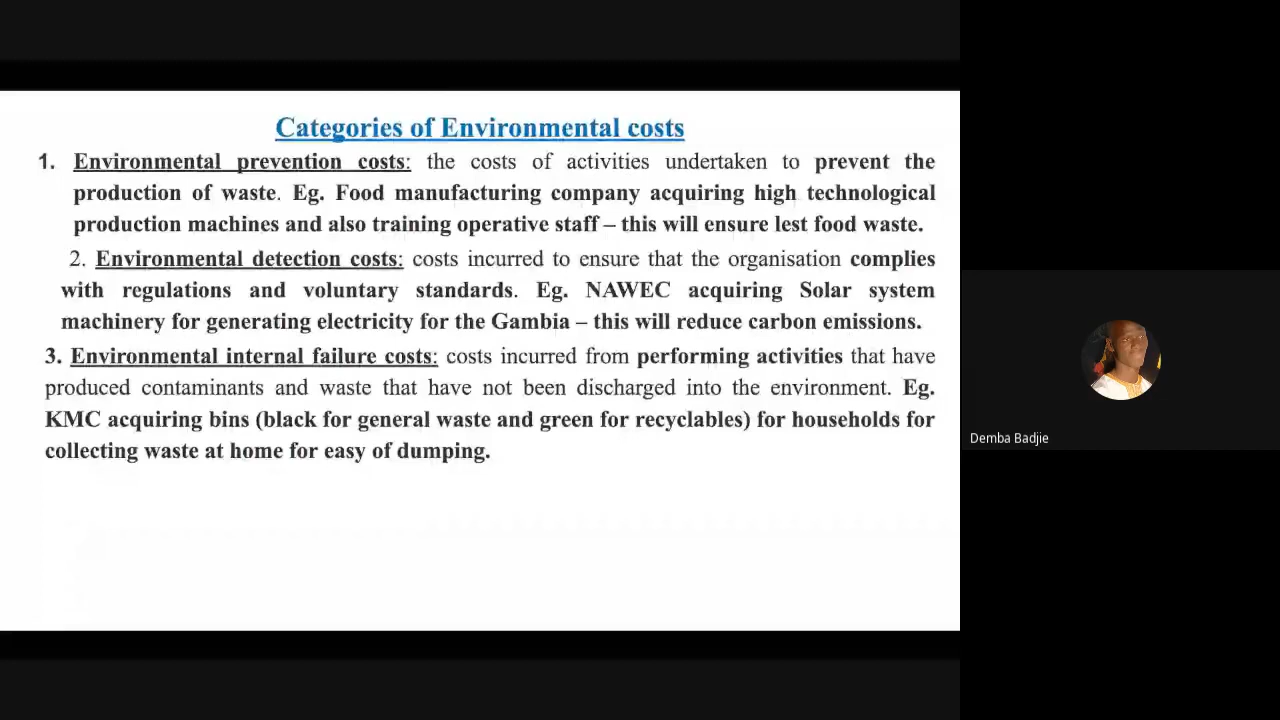 Categories of Environmental costs
1. Environmental prevention costs: the costs of activities undertaken to prevent the
production of waste. Eg. Food manufacturing company acquiring high technological
production machines and also training operative staff – this will ensure lest food waste.
2. Environmental detection costs: costs incurred to ensure that the organisation complies
with regulations and voluntary standards. Eg. NAWEC acquiring Solar system
machinery for generating electricity for the Gambia – this will reduce carbon emissions.
3. Environmental internal failure costs: costs incurred from performing activities that have
produced contaminants and waste that have not been discharged into the environment. Eg.
KMC acquiring bins (black for general waste and green for recyclables) for households for
collecting waste at home for easy of dumping.
Demba Badjie